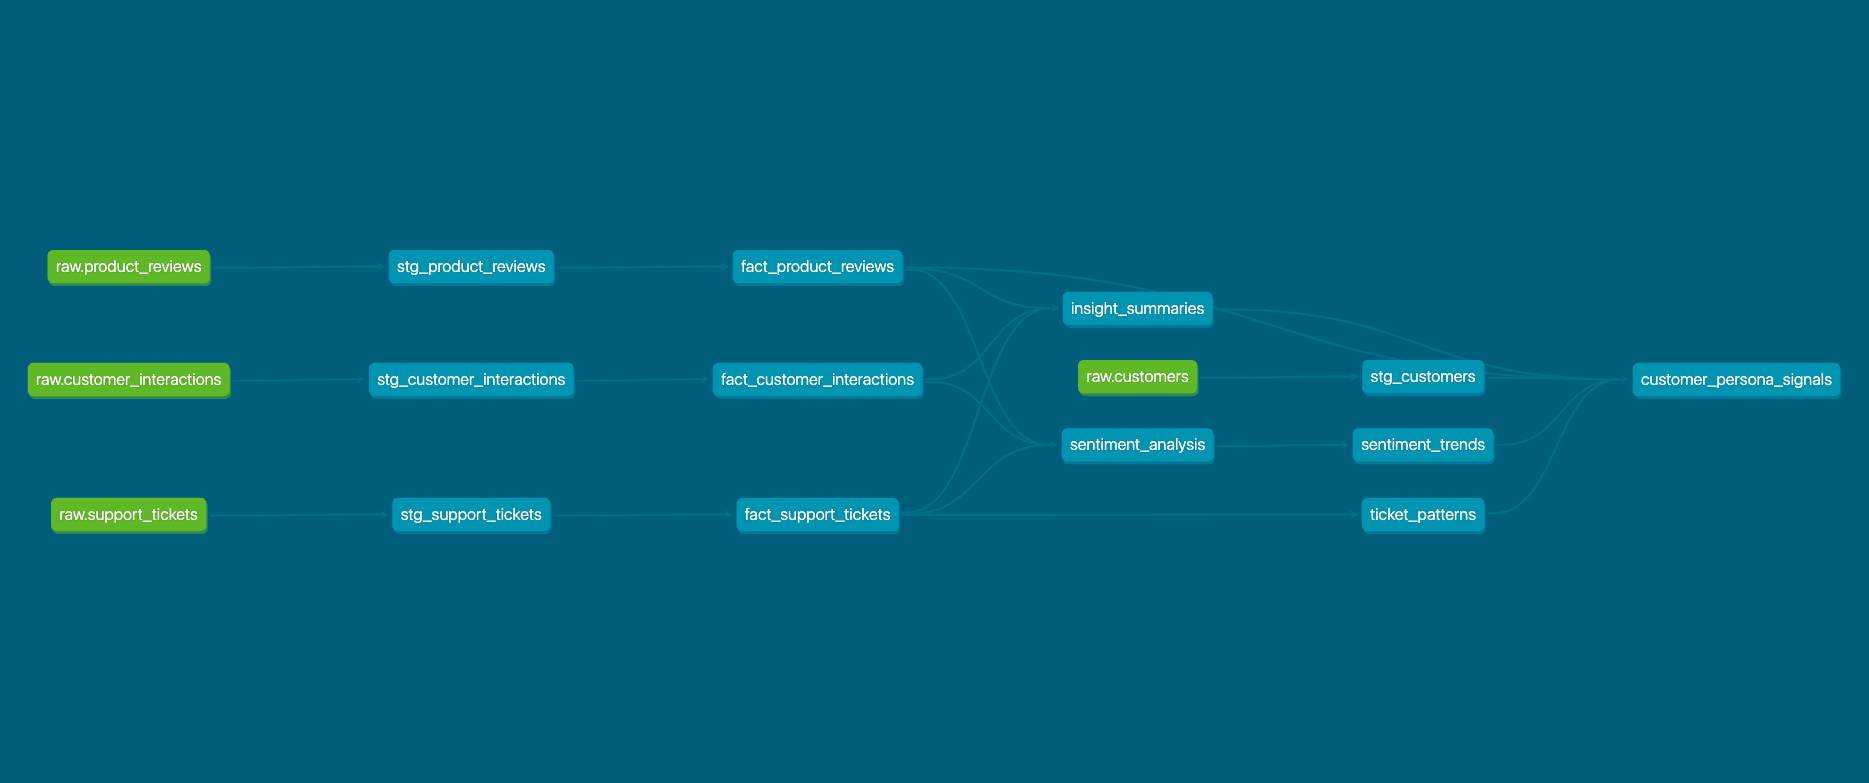 raw.product_reviews
stg_product_reviews
fact_product_reviews
insight_summaries
raw.customers
stg_customers
raw.customer_interactions
stg_customer_interactions
fact_customer_interactions
customer_persona_signals
sentiment_analysis
sentiment_trends
raw.support_tickets
stg_support_tickets
fact_support_tickets
ticket_patterns